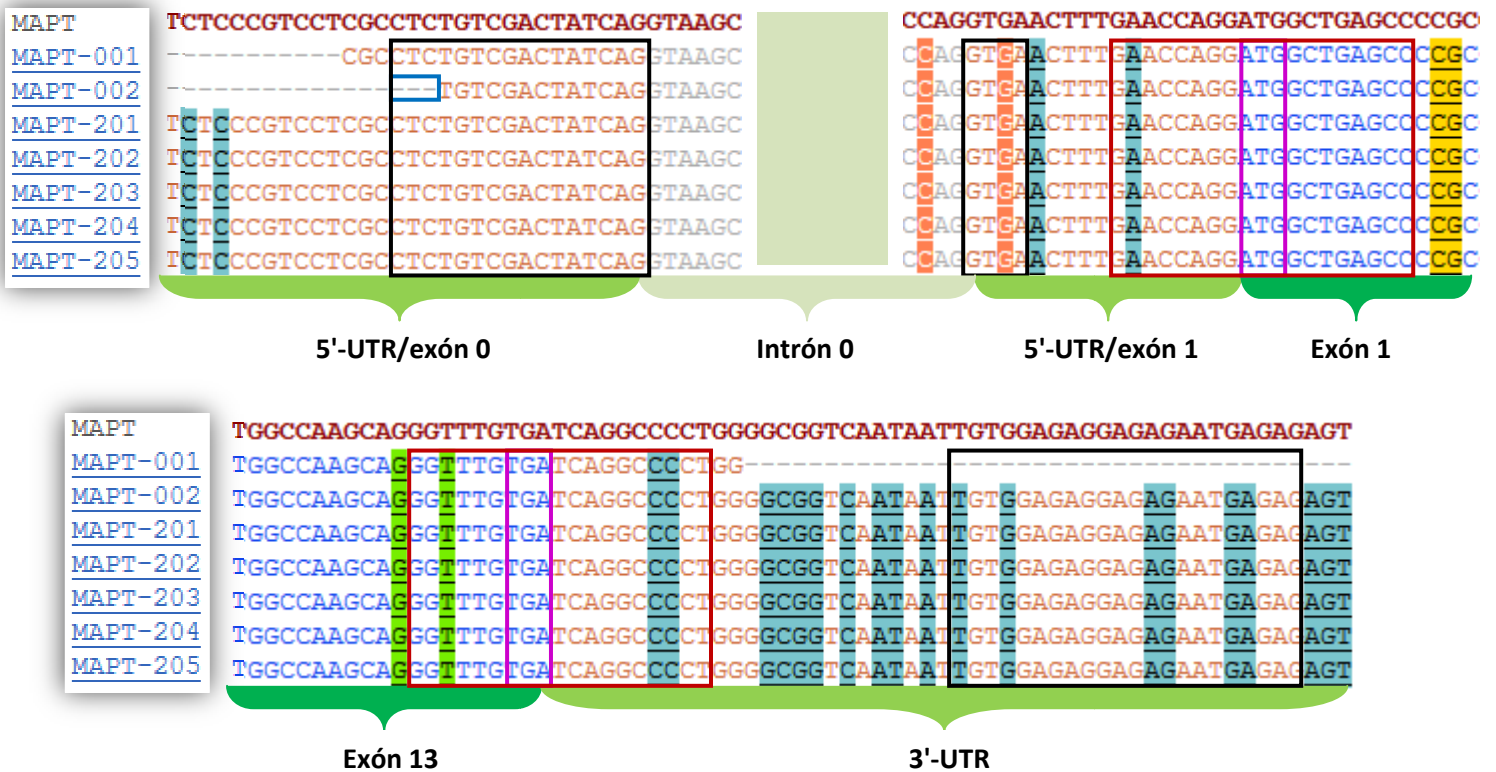 MAPT TCTCCCGTCCTCGCCTCTGTCGACTATCAGGTAAGC CCAGGTGAACTTTGAACCAGGATGGCTGAGCCCCGC
MAPT-001 -----------CGCCTCTGTCGACTATCAGGTAAGC CCAGGTGAACTTTGAACCAGGATGGCTGAGCCCCGC
MAPT-002 -----------------TGTCGACTATCAGGTAAGC CCAGGTGAACTTTGAACCAGGATGGCTGAGCCCCGC
MAPT-201 TCTCCCGTCCTCGCCTCTGTCGACTATCAGGTAAGC CCAGGTGAACTTTGAACCAGGATGGCTGAGCCCCGC
MAPT-202 TCTCCCGTCCTCGCCTCTGTCGACTATCAGGTAAGC CCAGGTGAACTTTGAACCAGGATGGCTGAGCCCCGC
MAPT-203 TCTCCCGTCCTCGCCTCTGTCGACTATCAGGTAAGC CCAGGTGAACTTTGAACCAGGATGGCTGAGCCCCGC
MAPT-204 TCTCCCGTCCTCGCCTCTGTCGACTATCAGGTAAGC CCAGGTGAACTTTGAACCAGGATGGCTGAGCCCCGC
MAPT-205 TCTCCCGTCCTCGCCTCTGTCGACTATCAGGTAAGC CCAGGTGAACTTTGAACCAGGATGGCTGAGCCCCGC
5'-UTR/exón 0 Intrón 0 5'-UTR/exón 1 Exón 1
MAPT TGGCCAAGCAGGGTTTGTGATCAGGCCCCTGGGGCGGTCAATAATTGTGGAGAGGAGAGAATGAGAGAGT
MAPT-001 TGGCCAAGCAGGGTTTGTGATCAGGCCCCTGG--------------------------------------
MAPT-002 TGGCCAAGCAGGGTTTGTGATCAGGCCCCTGGGGCGGTCAATAATTGTGGAGAGGAGAGAATGAGAGAGT
MAPT-201 TGGCCAAGCAGGGTTTGTGATCAGGCCCCTGGGGCGGTCAATAATTGTGGAGAGGAGAGAATGAGAGAGT
MAPT-202 TGGCCAAGCAGGGTTTGTGATCAGGCCCCTGGGGCGGTCAATAATTGTGGAGAGGAGAGAATGAGAGAGT
MAPT-203 TGGCCAAGCAGGGTTTGTGATCAGGCCCCTGGGGCGGTCAATAATTGTGGAGAGGAGAGAATGAGAGAGT
MAPT-204 TGGCCAAGCAGGGTTTGTGATCAGGCCCCTGGGGCGGTCAATAATTGTGGAGAGGAGAGAATGAGAGAGT
MAPT-205 TGGCCAAGCAGGGTTTGTGATCAGGCCCCTGGGGCGGTCAATAATTGTGGAGAGGAGAGAATGAGAGAGT
Exón 13 3'-UTR